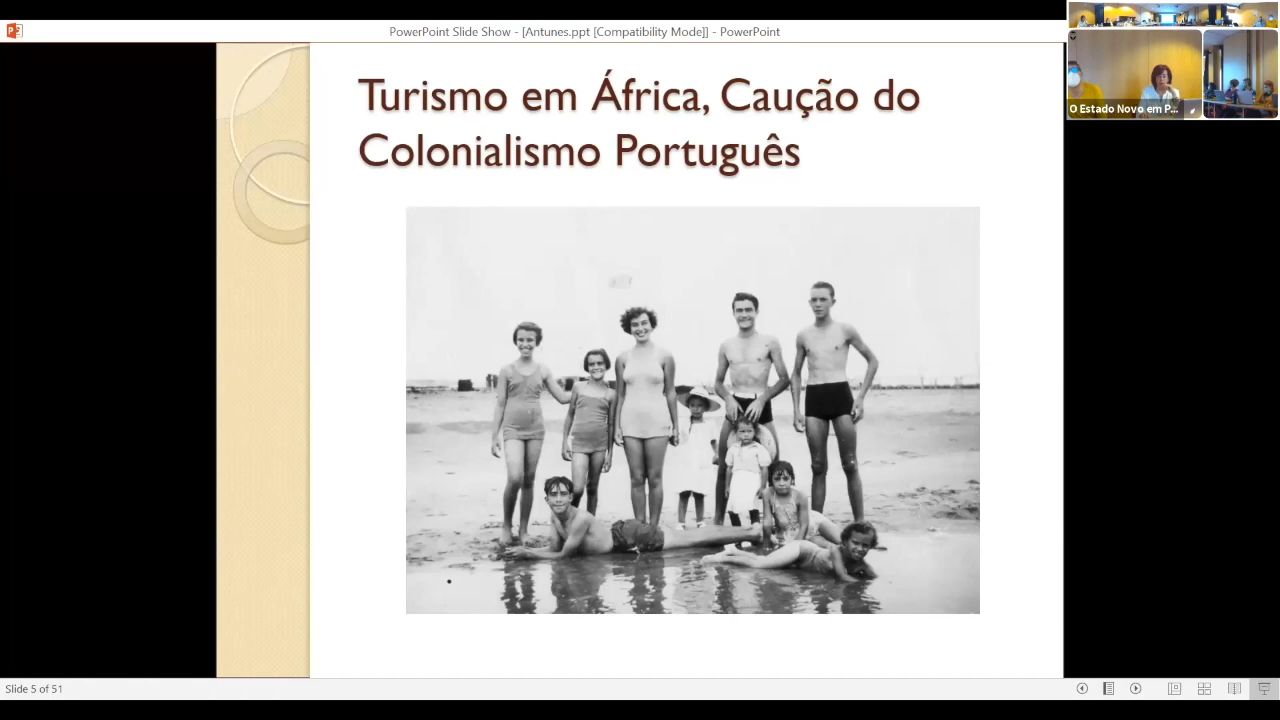 PowerPoint Slide Show - [Antunes.ppt [Compatibility Mode]] - PowerPoint
O Estado Novo em P...
Turismo em África, Caução do
Colonialismo Português
Slide 5 of 51